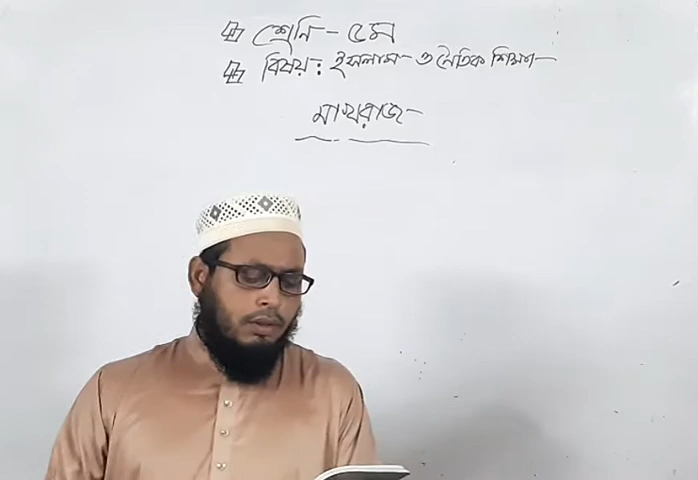 শ্রেনি - ৫ম
বিষয়: ইসলাম ও নৈতিক শিক্ষা
মাখরাজ